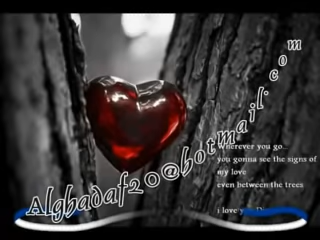 Alghadaf20@hotmail.com
Wherever you go..
you gonna see the signs of
my love
even between the trees
i love you